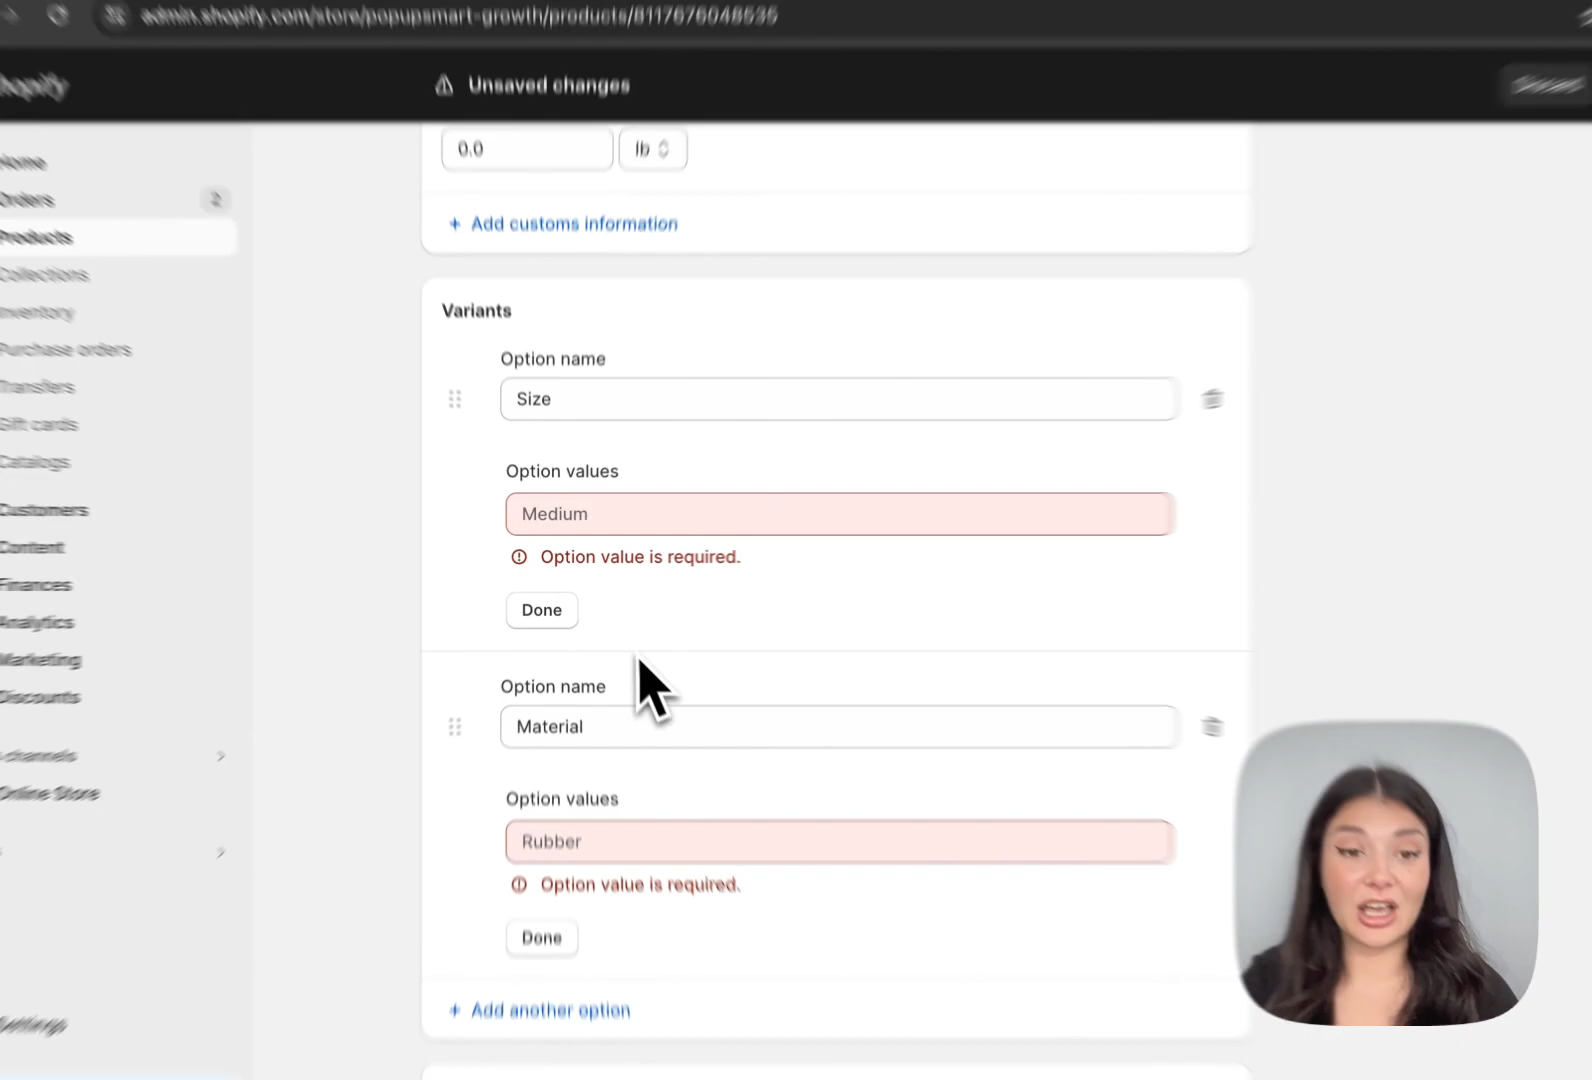 admin.shopify.com/store/popupsmart-growth/products/8117676048535
hopify
Unsaved changes
Discard
Home
Orders 2
Products
Collections
Inventory
Purchase orders
Transfers
Gift cards
Catalogs
Customers
Content
Finances
Analytics
Marketing
Discounts
channels
Online Store
Settings
0.0 lb
+ Add customs information
Variants
Option name
Size
Option values
Medium
Option value is required.
Done
Option name
Material
Option values
Rubber
Option value is required.
Done
+ Add another option